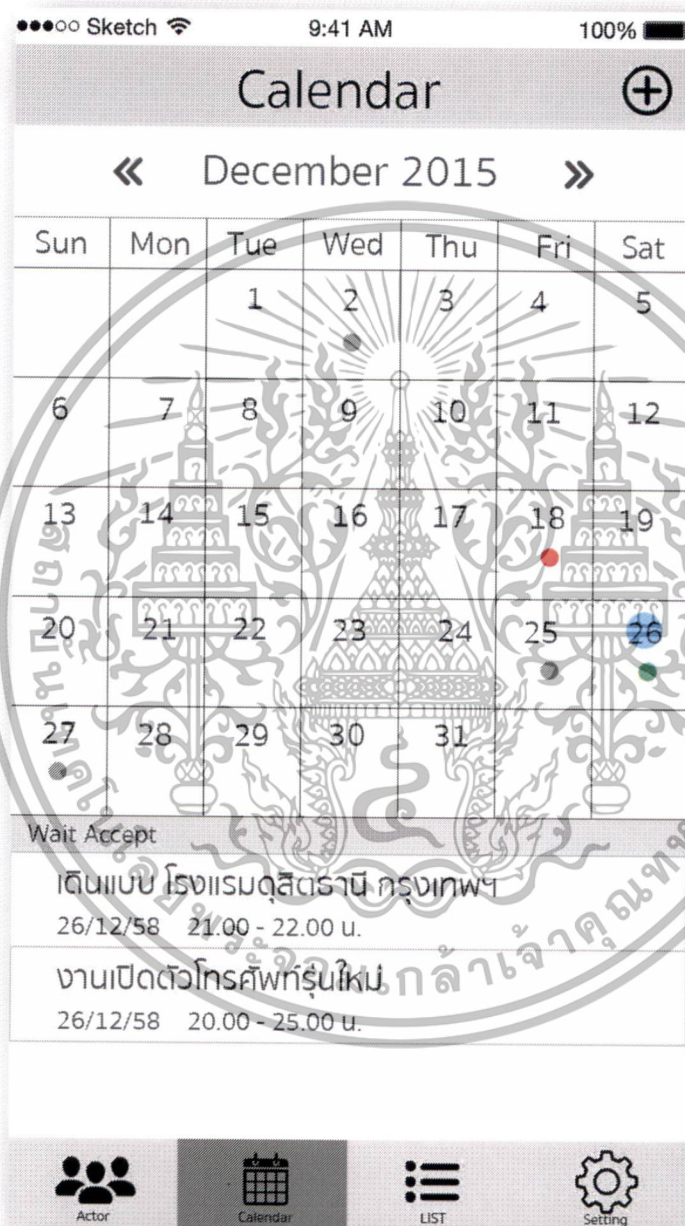 ●●●○○ Sketch 9:41 AM 100%
Calendar
« December 2015 »
Sun Mon Tue Wed Thu Fri Sat
1 2 3 4 5
6 7 8 9 10 11 12
13 14 15 16 17 18 19
20 21 22 23 24 25 26
27 28 29 30 31
Wait Accept
เดินแบบ โรงแรมดุสิตธานี กรุงเทพฯ
26/12/58 21.00 - 22.00 น.
งานเปิดตัวโทรศัพท์รุ่นใหม่
26/12/58 20.00 - 25.00 น.
Actor Calendar LIST Setting